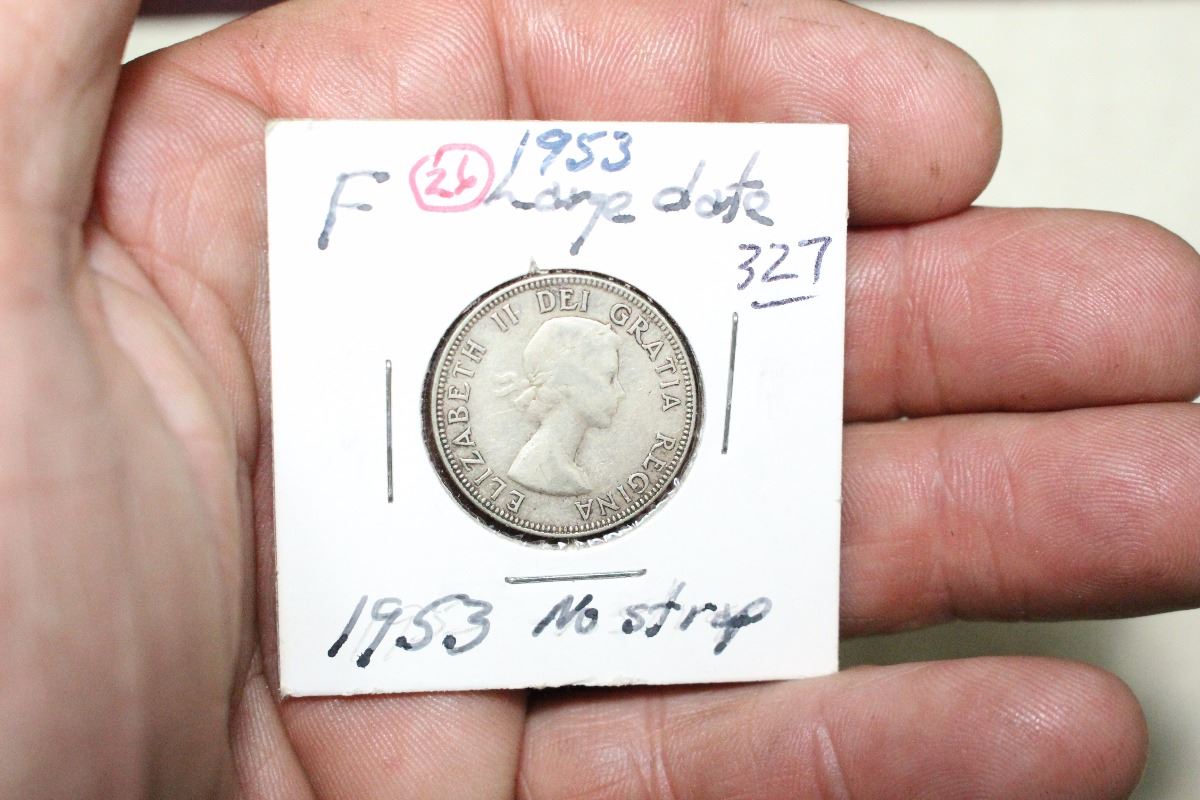 1953
F 26 Large date
327
ELIZABETH II DEI GRATIA REGINA
1953 No strap